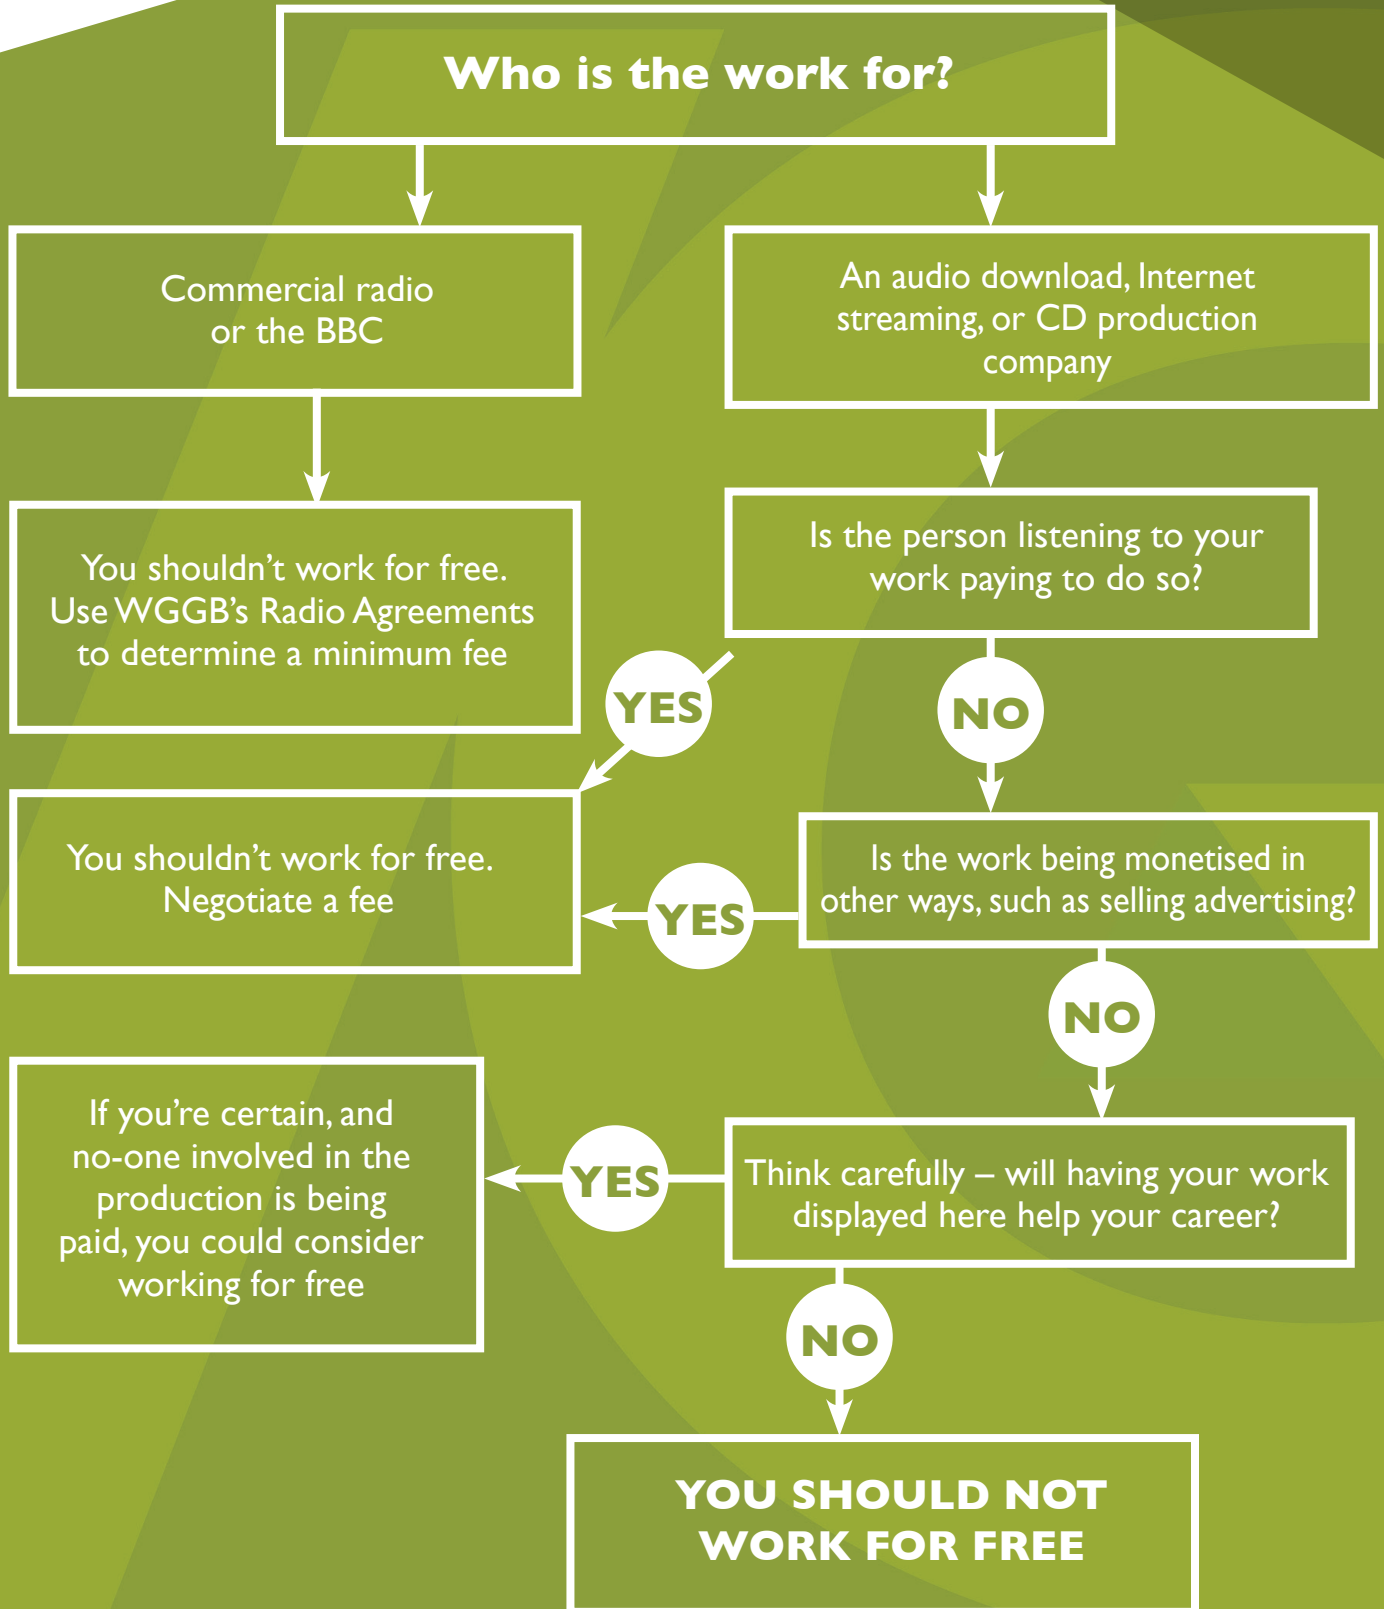 Who is the work for?
Commercial radio
or the BBC
An audio download, Internet
streaming, or CD production
company
You shouldn't work for free.
Use WGGB's Radio Agreements
to determine a minimum fee
Is the person listening to your
work paying to do so?
YES
NO
You shouldn't work for free.
Negotiate a fee
YES
Is the work being monetised in
other ways, such as selling advertising?
NO
If you're certain, and
no-one involved in the
production is being
paid, you could consider
working for free
YES
Think carefully – will having your work
displayed here help your career?
NO
YOU SHOULD NOT
WORK FOR FREE